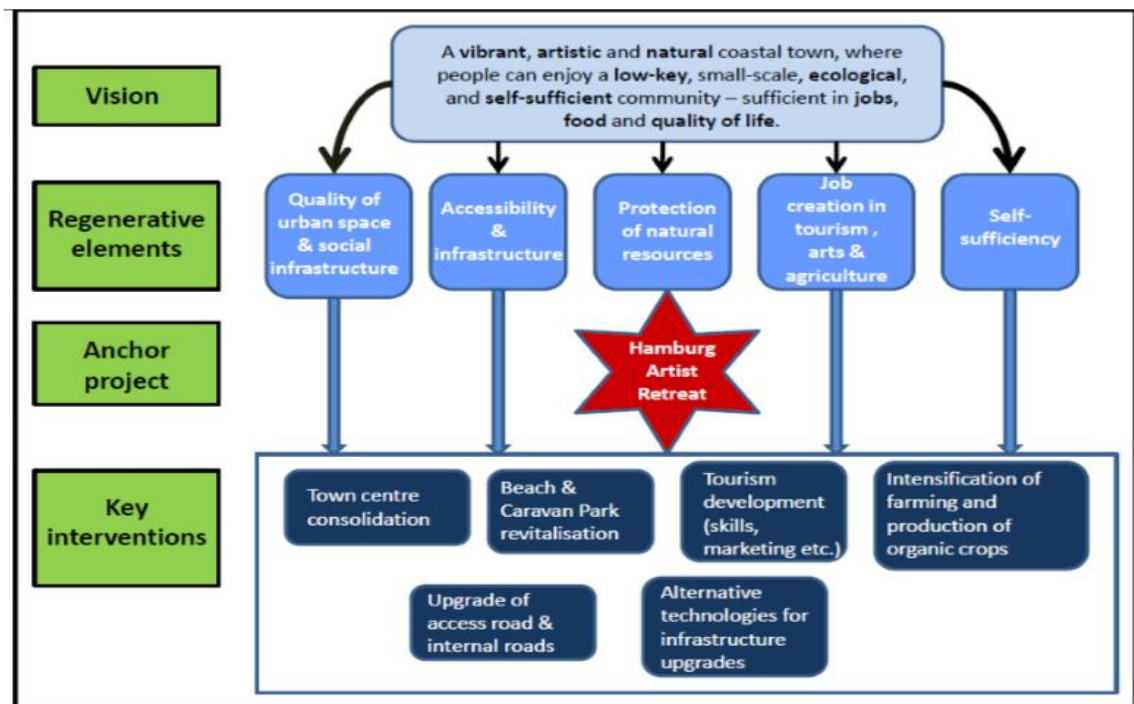 Vision
A vibrant, artistic and natural coastal town, where
people can enjoy a low-key, small-scale, ecological,
and self-sufficient community – sufficient in jobs,
food and quality of life.
Regenerative
elements
Quality of
urban space
& social
infrastructure
Accessibility
&
infrastructure
Protection
of natural
resources
Job
creation in
tourism ,
arts &
agriculture
Self-
sufficiency
Anchor
project
Hamburg
Artist
Retreat
Key
interventions
Town centre
consolidation
Beach &
Caravan Park
revitalisation
Tourism
development
(skills,
marketing etc.)
Intensification of
farming and
production of
organic crops
Upgrade of
access road &
internal roads
Alternative
technologies for
infrastructure
upgrades